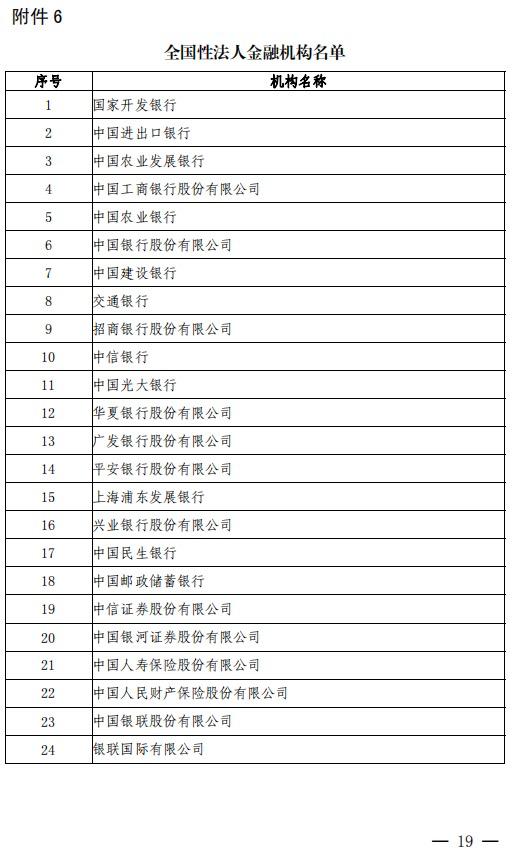 附件 6
全国性法人金融机构名单
序号 机构名称
1 国家开发银行
2 中国进出口银行
3 中国农业发展银行
4 中国工商银行股份有限公司
5 中国农业银行
6 中国银行股份有限公司
7 中国建设银行
8 交通银行
9 招商银行股份有限公司
10 中信银行
11 中国光大银行
12 华夏银行股份有限公司
13 广发银行股份有限公司
14 平安银行股份有限公司
15 上海浦东发展银行
16 兴业银行股份有限公司
17 中国民生银行
18 中国邮政储蓄银行
19 中信证券股份有限公司
20 中国银河证券股份有限公司
21 中国人寿保险股份有限公司
22 中国人民财产保险股份有限公司
23 中国银联股份有限公司
24 银联国际有限公司
— 19 —